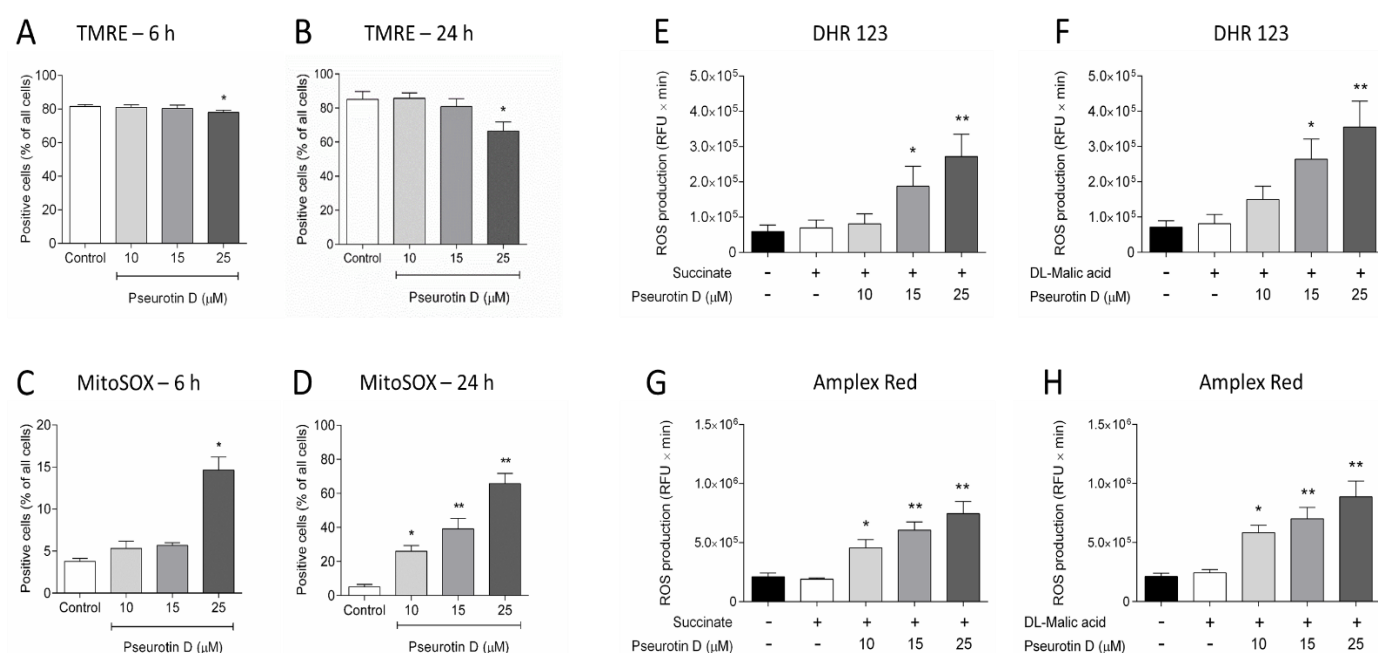 A TMRE – 6 h
Positive cells (% of all cells)
100
80
60
40
20
0
*
Control 10 15 25
Pseurotin D (μM)
B TMRE – 24 h
Positive cells (% of all cells)
100
80
60
40
20
0
*
Control 10 15 25
Pseurotin D (μM)
C MitoSOX – 6 h
Positive cells (% of all cells)
20
15
10
5
0
*
Control 10 15 25
Pseurotin D (μM)
D MitoSOX – 24 h
Positive cells (% of all cells)
100
80
60
40
20
0
* ** **
Control 10 15 25
Pseurotin D (μM)
E DHR 123
ROS production (RFU × min)
5.0×10⁵
4.0×10⁵
3.0×10⁵
2.0×10⁵
1.0×10⁵
0
* **
Succinate - + + + +
Pseurotin D (μM) - - 10 15 25
F DHR 123
ROS production (RFU × min)
5.0×10⁵
4.0×10⁵
3.0×10⁵
2.0×10⁵
1.0×10⁵
0
* **
DL-Malic acid - + + + +
Pseurotin D (μM) - - 10 15 25
G Amplex Red
ROS production (RFU × min)
1.5×10⁶
1.0×10⁶
5.0×10⁵
0
* ** **
Succinate - + + + +
Pseurotin D (μM) - - 10 15 25
H Amplex Red
ROS production (RFU × min)
1.5×10⁶
1.0×10⁶
5.0×10⁵
0
* ** **
DL-Malic acid - + + + +
Pseurotin D (μM) - - 10 15 25